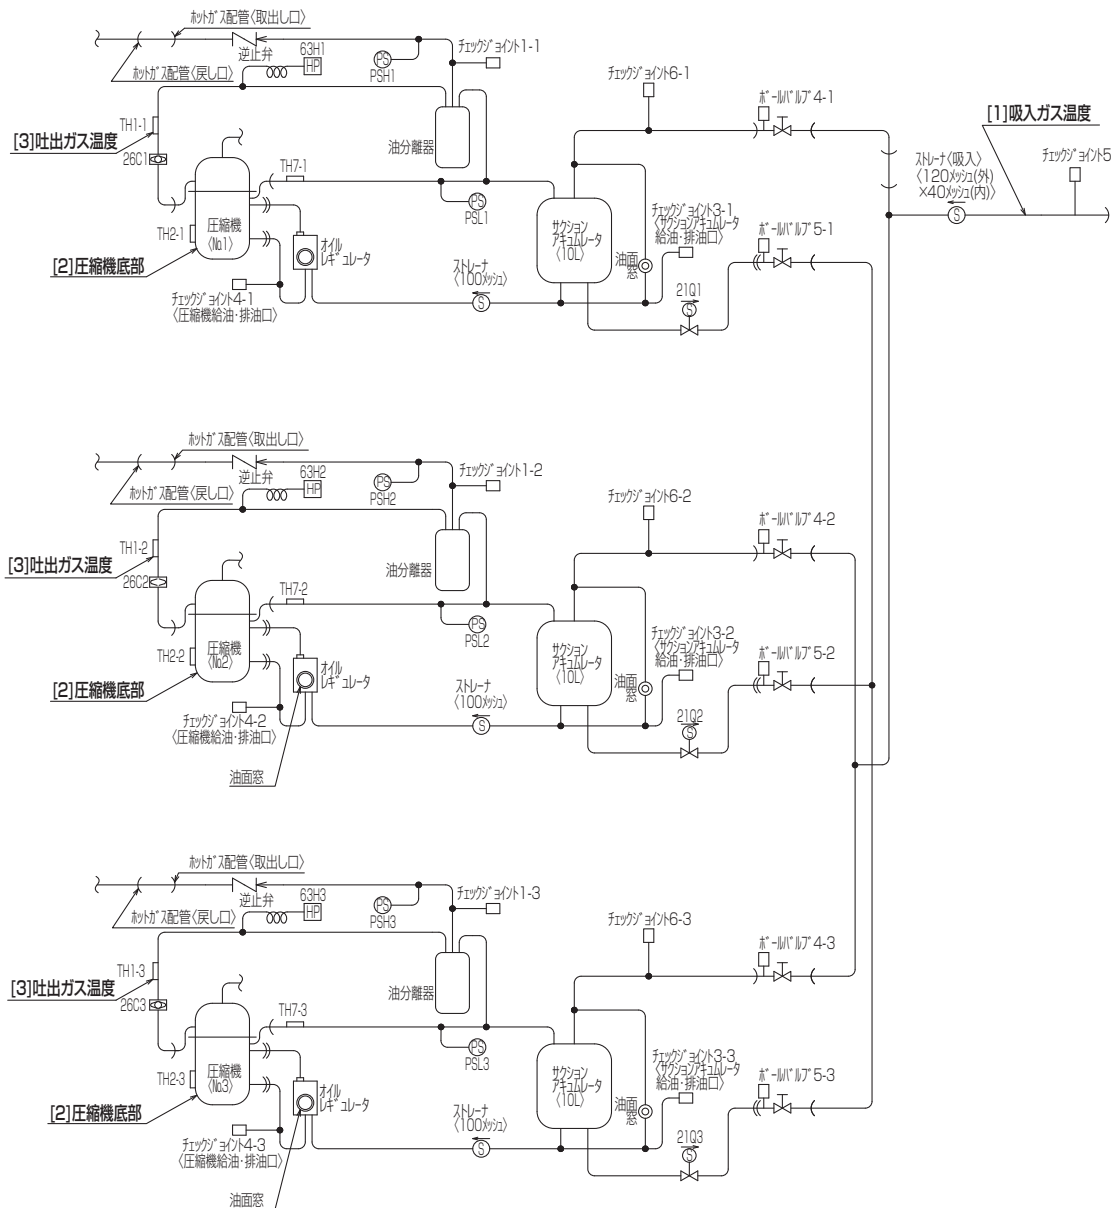 ホットガス配管〈取出し口〉
逆止弁
ホットガス配管〈戻し口〉
63H1
HP
PS
PSH1
チェックジョイント1-1
TH1-1
[3]吐出ガス温度
26C1
油分離器
圧縮機
〈No.1〉
TH7-1
PS
PSL1
TH2-1
[2]圧縮機底部
オイル
レギュレータ
チェックジョイント4-1
〈圧縮機給油・排油口〉
ストレーナ
〈100メッシュ〉
S
サクション
アキュムレータ
〈10L〉
油面
窓
チェックジョイント6-1
ボールバルブ4-1
チェックジョイント3-1
〈サクションアキュムレータ
給油・排油口〉
ボールバルブ5-1
21Q1
S
[1]吸入ガス温度
ストレーナ〈吸入〉
〈120メッシュ(外)
×40メッシュ(内)〉
S
チェックジョイント5
ホットガス配管〈取出し口〉
逆止弁
ホットガス配管〈戻し口〉
63H2
HP
PS
PSH2
チェックジョイント1-2
TH1-2
[3]吐出ガス温度
26C2
油分離器
圧縮機
〈No.2〉
TH7-2
PS
PSL2
TH2-2
[2]圧縮機底部
オイル
レギュレータ
チェックジョイント4-2
〈圧縮機給油・排油口〉
油面窓
ストレーナ
〈100メッシュ〉
S
サクション
アキュムレータ
〈10L〉
油面
窓
チェックジョイント6-2
ボールバルブ4-2
チェックジョイント3-2
〈サクションアキュムレータ
給油・排油口〉
ボールバルブ5-2
21Q2
S
ホットガス配管〈取出し口〉
逆止弁
ホットガス配管〈戻し口〉
63H3
HP
PS
PSH3
チェックジョイント1-3
TH1-3
[3]吐出ガス温度
26C3
油分離器
圧縮機
〈No.3〉
TH7-3
PS
PSL3
TH2-3
[2]圧縮機底部
オイル
レギュレータ
チェックジョイント4-3
〈圧縮機給油・排油口〉
油面窓
ストレーナ
〈100メッシュ〉
S
サクション
アキュムレータ
〈10L〉
油面
窓
チェックジョイント6-3
ボールバルブ4-3
チェックジョイント3-3
〈サクションアキュムレータ
給油・排油口〉
ボールバルブ5-3
21Q3
S